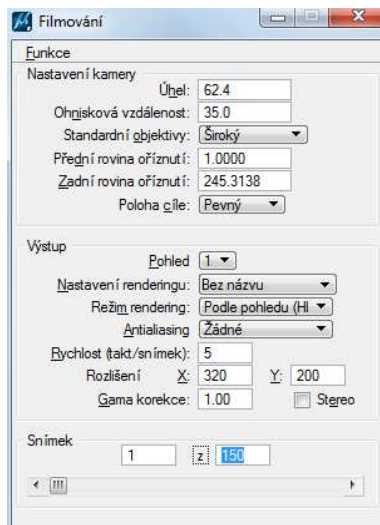 Filmování
Funkce
Nastavení kamery
Úhel: 62.4
Ohnisková vzdálenost: 35.0
Standardní objektivy: Široký
Přední rovina oříznutí: 1.0000
Zadní rovina oříznutí: 245.3138
Poloha cíle: Pevný
Výstup
Pohled 1
Nastavení renderingu: Bez názvu
Režim rendering: Podle pohledu (HI
Antialiasing Žádné
Rychlost (takt/snímek): 5
Rozlišení X: 320 Y: 200
Gama korekce: 1.00 Stereo
Snímek
1 z 150